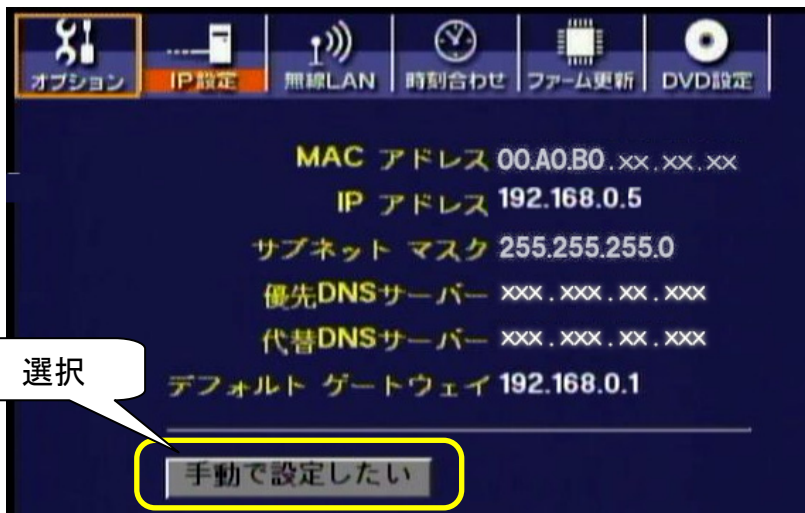 オプション IP設定 無線LAN 時刻合わせ ファーム更新 DVD設定
MAC アドレス 00.A0.B0.xx.xx.xx
IP アドレス 192.168.0.5
サブネット マスク 255.255.255.0
優先DNSサーバー xxx.xxx.xx.xxx
代替DNSサーバー xxx.xxx.xx.xxx
選択
デフォルト ゲートウェイ 192.168.0.1
手動で設定したい